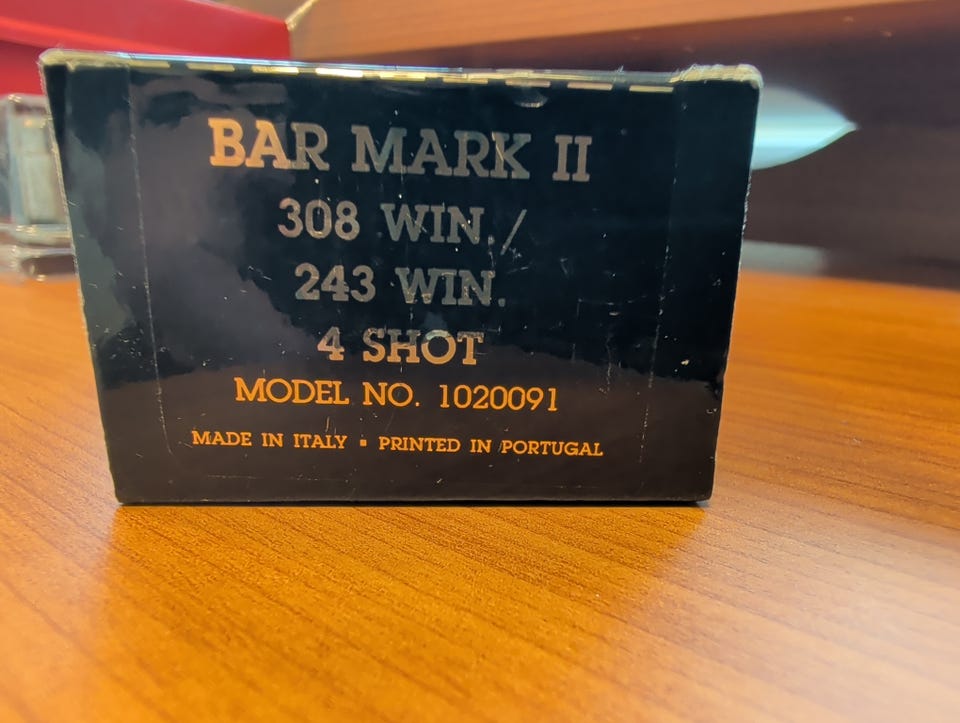 BAR MARK II
308 WIN./
243 WIN.
4 SHOT
MODEL NO. 1020091
MADE IN ITALY ▪ PRINTED IN PORTUGAL